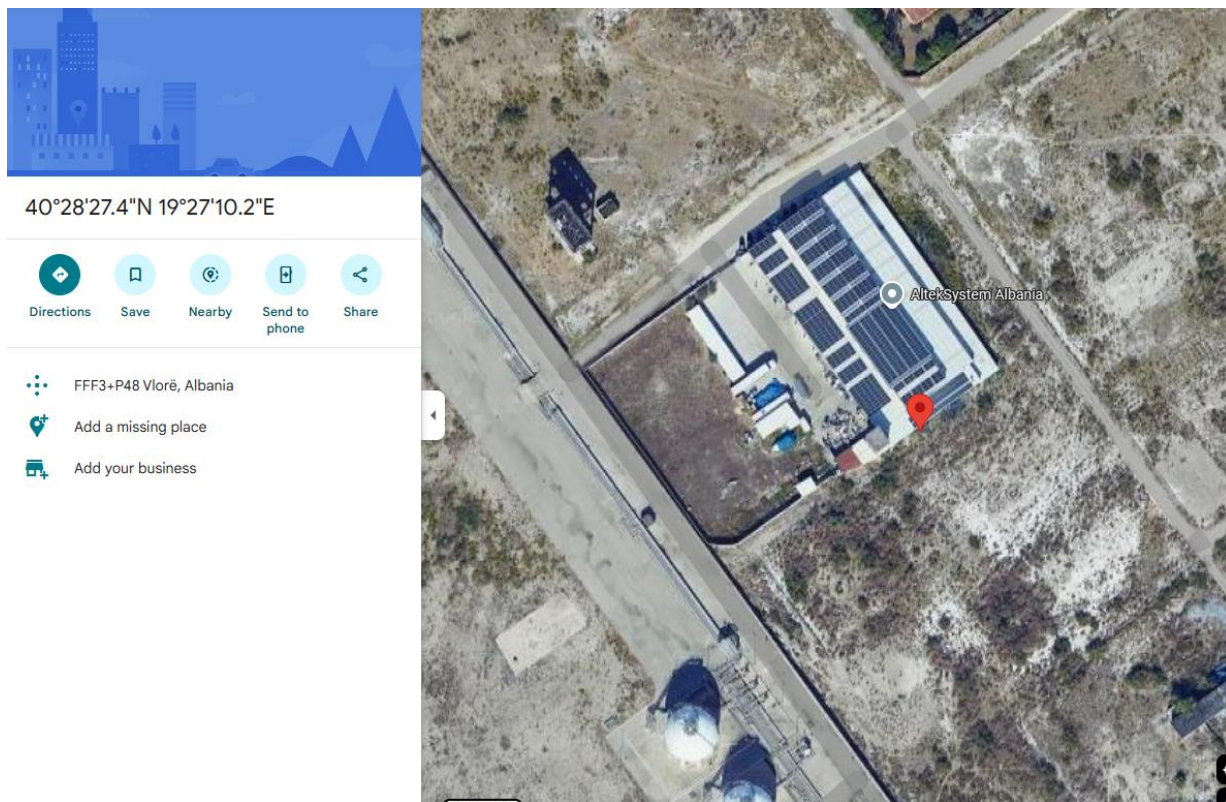 40°28'27.4"N 19°27'10.2"E
Directions
Save
Nearby
Send to
phone
Share
FFF3+P48 Vlorë, Albania
Add a missing place
Add your business
AltekSystem Albania